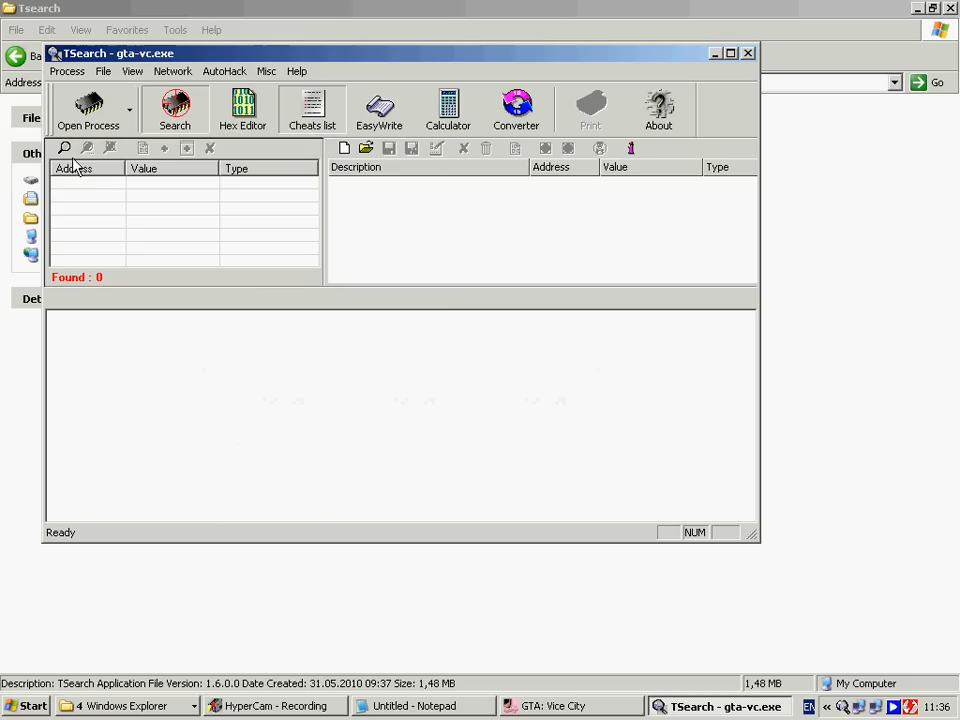 Tsearch
File Edit View Favorites Tools Help
Ba
Address
Go
File
Oth
Det
TSearch - gta-vc.exe
Process File View Network AutoHack Misc Help
Open Process Search Hex Editor Cheats list EasyWrite Calculator Converter Print About
Address Value Type
Description Address Value Type
Found : 0
Ready
NUM
Description: TSearch Application File Version: 1.6.0.0 Date Created: 31.05.2010 09:37 Size: 1,48 MB
1,48 MB
My Computer
Start
4 Windows Explorer
HyperCam - Recording
Untitled - Notepad
GTA: Vice City
TSearch - gta-vc.exe
EN
11:36